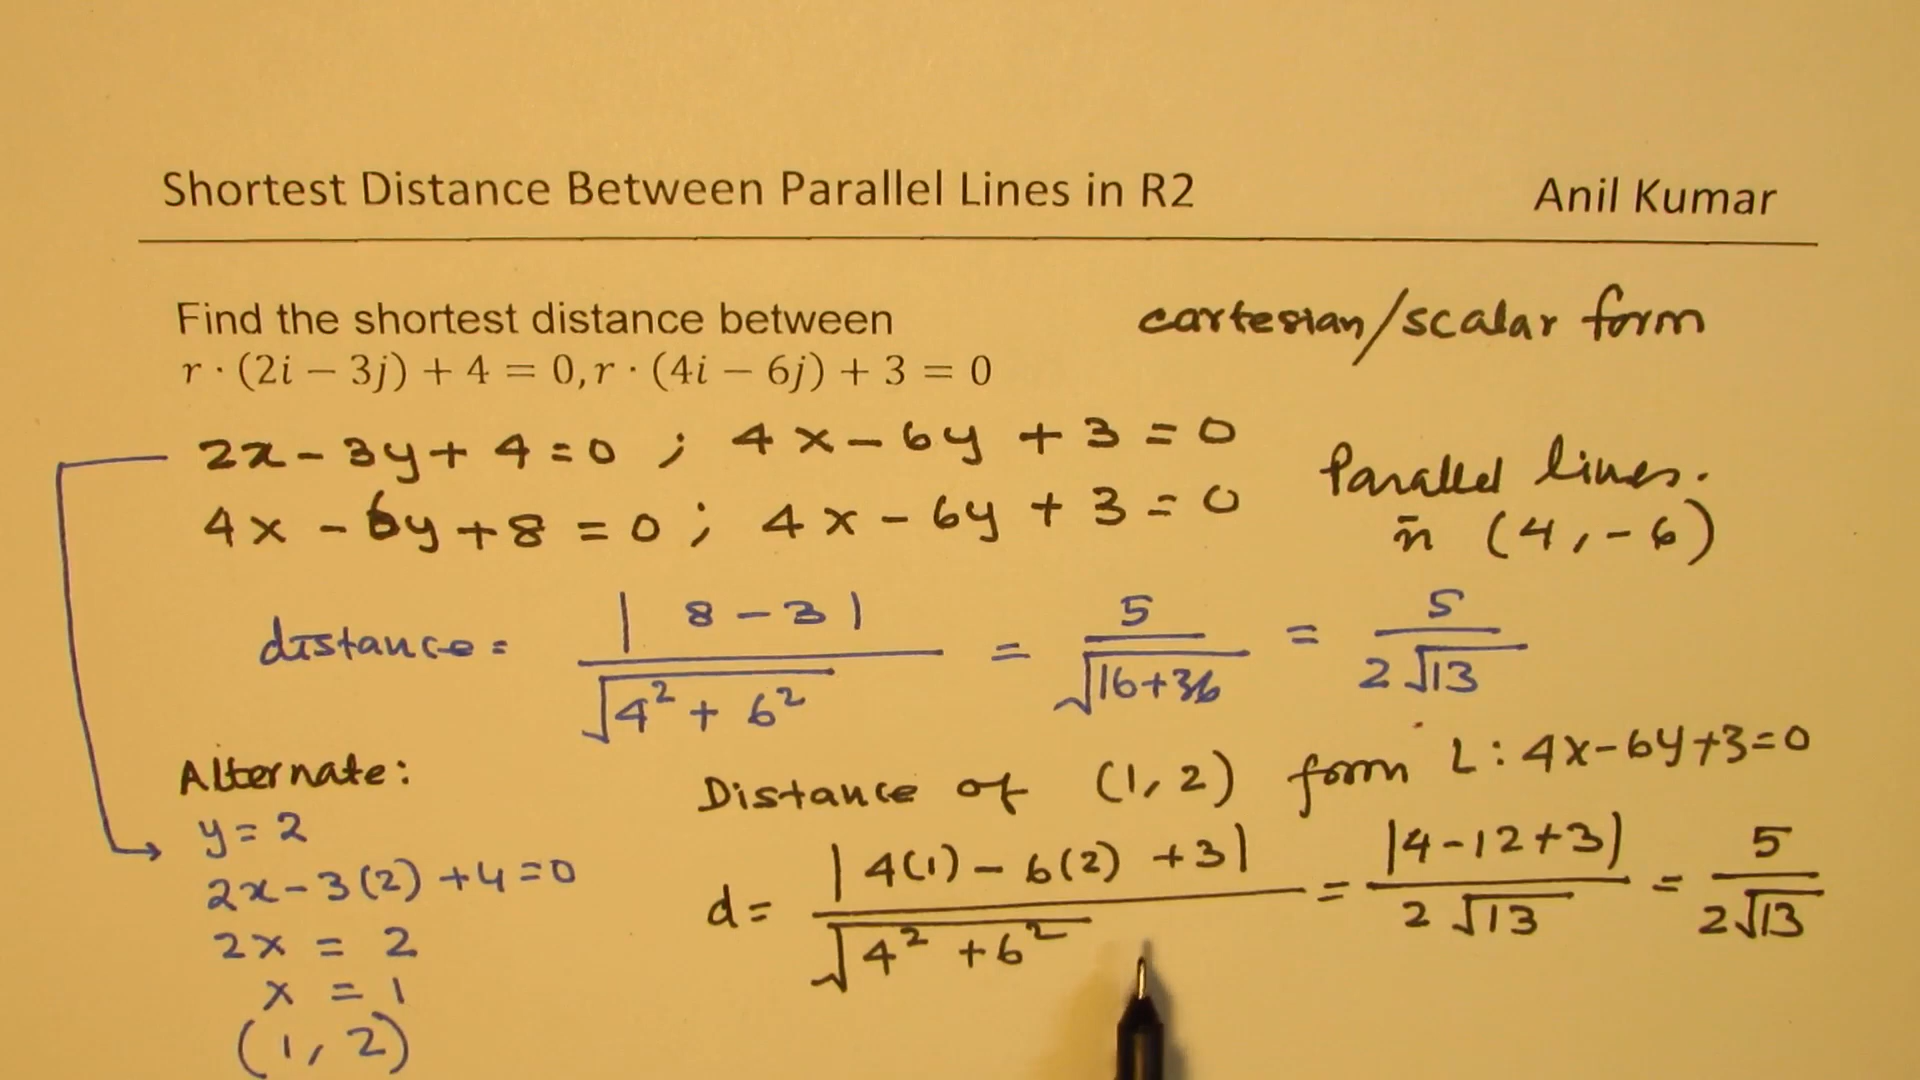 Shortest Distance Between Parallel Lines in R2 Anil Kumar
Find the shortest distance between
r · (2i − 3j) + 4 = 0, r · (4i − 6j) + 3 = 0
cartesian/scalar form
2x - 3y + 4 = 0 ; 4x - 6y + 3 = 0
4x - 6y + 8 = 0 ; 4x - 6y + 3 = 0
Parallel lines.
n̄ (4, -6)
distance = |8 - 3| / √(4² + 6²) = 5 / √(16+36) = 5 / 2√13
Alternate:
y = 2
2x - 3(2) + 4 = 0
2x = 2
x = 1
(1, 2)
Distance of (1, 2) form L: 4x - 6y + 3 = 0
d = |4(1) - 6(2) + 3| / √(4² + 6²) = |4 - 12 + 3| / 2√13 = 5 / 2√13